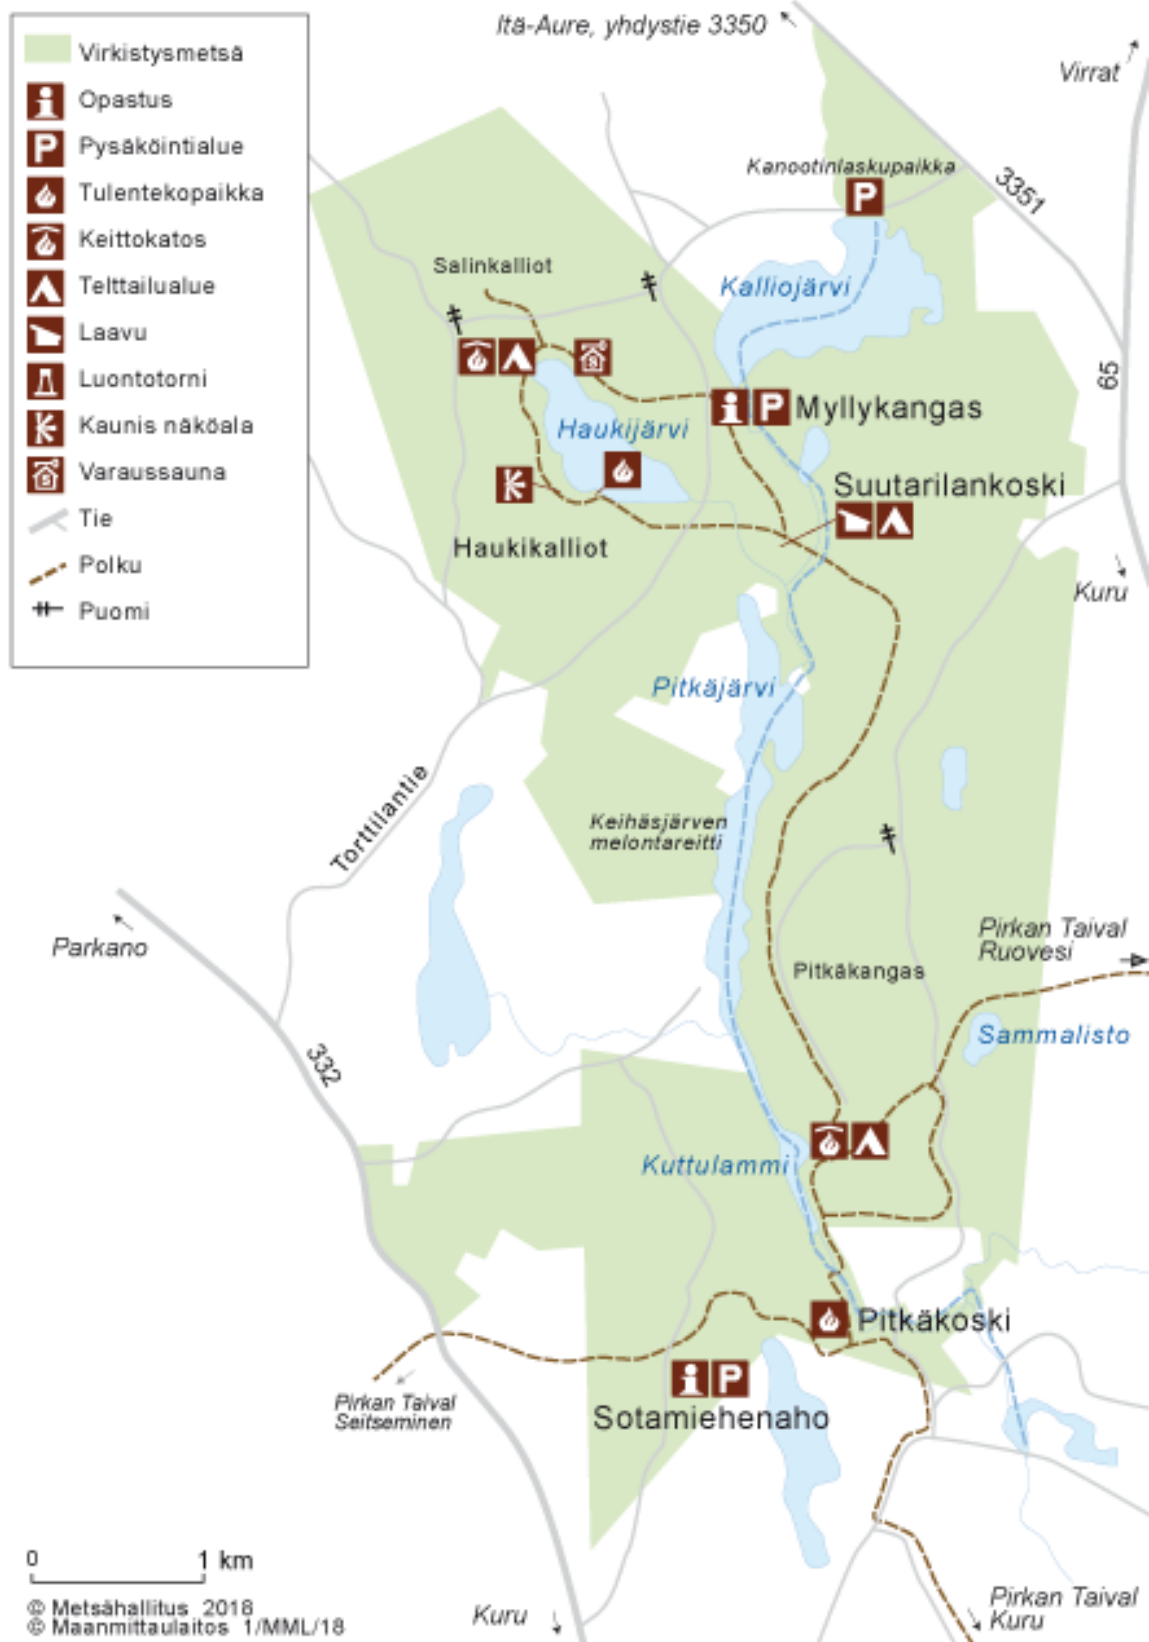 Virkistysmetsä
Opastus
Pysäköintialue
Tulentekopaikka
Keittokatos
Telttailualue
Laavu
Luontotorni
Kaunis näköala
Varaussauna
Tie
Polku
Puomi
Itä-Aure, yhdystie 3350
Virrat
Kanootinlaskupaikka
3351
Salinkalliot
Kalliojärvi
65
Myllykangas
Haukijärvi
Suutarilankoski
Haukikalliot
Kuru
Pitkäjärvi
Torttilantie
Keihäsjärven
melontareitti
Parkano
Pirkan Taival
Ruovesi
Pitkäkangas
Sammalisto
332
Kuttulammi
Pitkäkoski
Pirkan Taival
Seitseminen
Sotamiehenaho
0 1 km
© Metsähallitus 2018
© Maanmittaulaitos 1/MML/18
Kuru
Pirkan Taival
Kuru